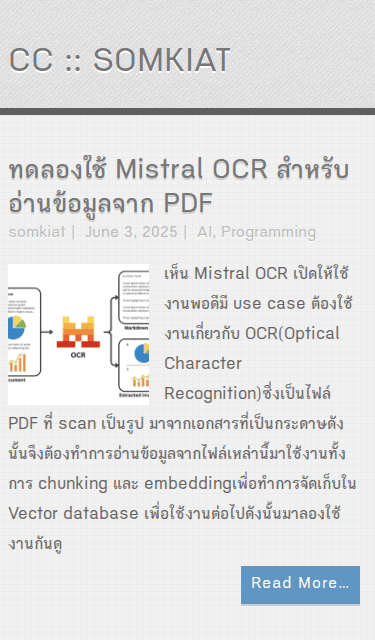 CC :: SOMKIAT
ทดลองใช้ Mistral OCR สำหรับ
อ่านข้อมูลจาก PDF
somkiat | June 3, 2025 | AI, Programming
เห็น Mistral OCR เปิดให้ใช้
งานพอดีมี use case ต้องใช้
งานเกี่ยวกับ OCR(Optical
Character
Recognition)ซึ่งเป็นไฟล์
OCR
PDF ที่ scan เป็นรูป มาจากเอกสารที่เป็นกระดาษดัง
นั้นจึงต้องทำการอ่านข้อมูลจากไฟล์เหล่านี้มาใช้งานทั้ง
การ chunking และ embeddingเพื่อทำการจัดเก็บใน
Vector database เพื่อใช้งานต่อไปดังนั้นมาลองใช้
งานกันดู
Read More…